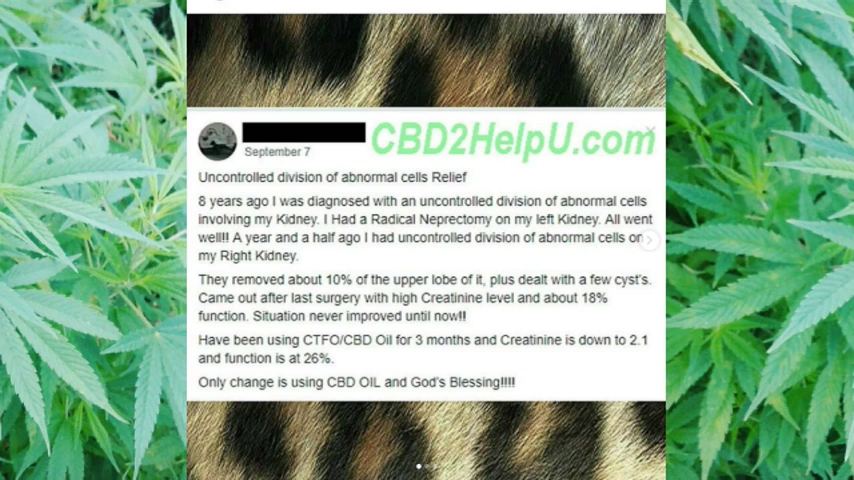 CBD2HelpU.com
September 7
Uncontrolled division of abnormal cells Relief
8 years ago I was diagnosed with an uncontrolled division of abnormal cells
involving my Kidney. I Had a Radical Neprectomy on my left Kidney. All went
well!! A year and a half ago I had uncontrolled division of abnormal cells on
my Right Kidney.
They removed about 10% of the upper lobe of it, plus dealt with a few cyst's.
Came out after last surgery with high Creatinine level and about 18%
function. Situation never improved until now!!
Have been using CTFO/CBD Oil for 3 months and Creatinine is down to 2.1
and function is at 26%.
Only change is using CBD OIL and God's Blessing!!!!